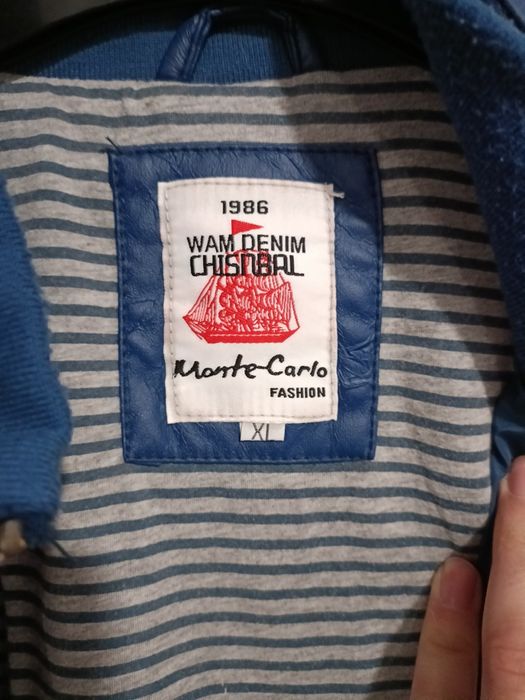 1986
WAM DENIM
CHISNBAL
Monte-Carlo
FASHION
XL